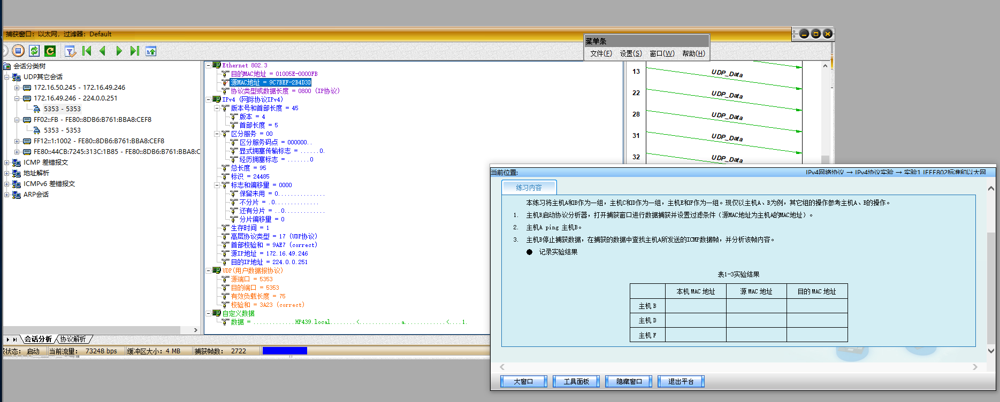 捕获窗口: 以太网, 过滤器: Default
菜单条
文件(F) 设置(S) 窗口(W) 帮助(H)
会话分类树
UDP其它会话
172.16.50.245 - 172.16.49.246
172.16.49.246 - 224.0.0.251
5353 - 5353
FF02::FB - FE80::8DB6:B761:BBA8:CEF8
5353 - 5353
FF12::1:1002 - FE80::8DB6:B761:BBA8:CEF8
FE80::44CB:7245:313C:1B85 - FE80::8DB6:B761:BBA8:C
ICMP 差错报文
地址解析
ICMPv6 差错报文
ARP会话
会话分析 协议解析
状态: 启动 当前流量: 73248 bps 缓冲区大小: 4 MB 捕获帧数: 2722
Ethernet 802.3
目的MAC地址 = 01005E-0000FB
源MAC地址 = 9C7BEF-2B4D3D
协议类型或数据长度 = 0800 (IP协议)
IPv4 (网际协议IPv4)
版本号和首部长度 = 45
版本 = 4
首部长度 = 5
区分服务 = 00
区分服务码点 = 000000..
显式拥塞传输标志 = ......0.
经历拥塞标志 = .......0
总长度 = 95
标识 = 24485
标志和偏移量 = 0000
保留未用 = 0...............
不分片 = .0..............
还有分片 = ..0.............
分片偏移量 = 0
生存时间 = 1
高层协议类型 = 17 (UDP协议)
首部校验和 = 9AE7 (correct)
源IP地址 = 172.16.49.246
目的IP地址 = 224.0.0.251
UDP(用户数据报协议)
源端口 = 5353
目的端口 = 5353
有效负载长度 = 75
校验和 = 3A23 (correct)
自定义数据
数据 = .............HP439.local........<............a............<....1.
13 UDP_Data
22 UDP_Data
28 UDP_Data
31 UDP_Data
32 UDP_Data
当前位置: IPv4网络协议 → IPv4协议实验 → 实验1 IEEE802标准和以太网
练习内容
本练习将主机A和B作为一组，主机C和D作为一组，主机E和F作为一组。现仅以主机A、B为例，其它组的操作参考主机A、B的操作。
1. 主机B启动协议分析器，打开捕获窗口进行数据捕获并设置过滤条件（源MAC地址为主机A的MAC地址）。
2. 主机A ping 主机B。
3. 主机B停止捕获数据，在捕获的数据中查找主机A所发送的ICMP数据帧，并分析该帧内容。
● 记录实验结果
表1-3实验结果
本机 MAC 地址 源 MAC 地址 目的 MAC 地址
主机 B
主机 D
主机 F
大窗口 工具面板 隐藏窗口 退出平台